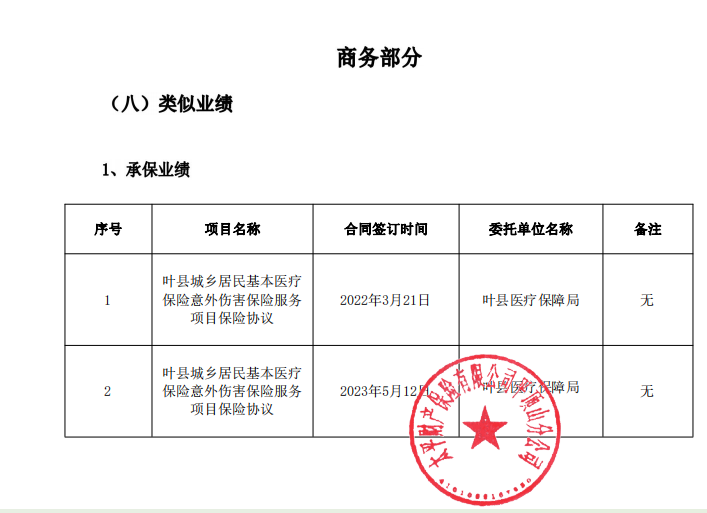 商务部分
（八）类似业绩
1、承保业绩
序号 项目名称 合同签订时间 委托单位名称 备注
1 叶县城乡居民基本医疗 2022年3月21日 叶县医疗保障局 无
保险意外伤害保险服务
项目保险协议
2 叶县城乡居民基本医疗 2023年5月12日 叶县医疗保障局 无
保险意外伤害保险服务
项目保险协议
财产保险有限公司平顶山分公司